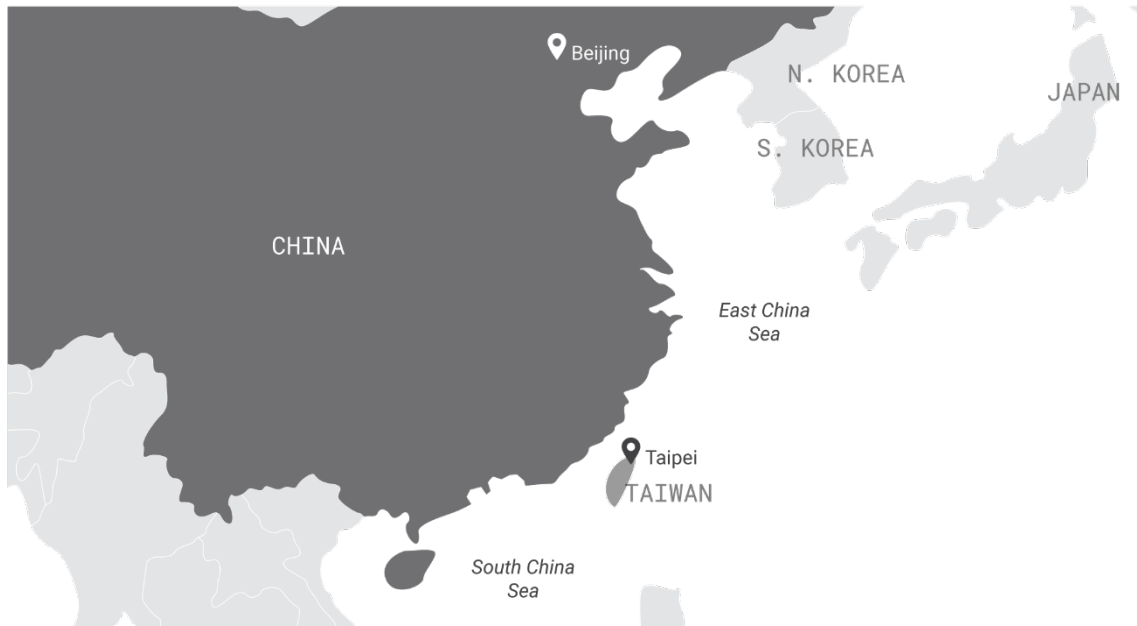 Beijing
N. KOREA
JAPAN
S. KOREA
CHINA
East China
Sea
Taipei
TAIWAN
South China
Sea